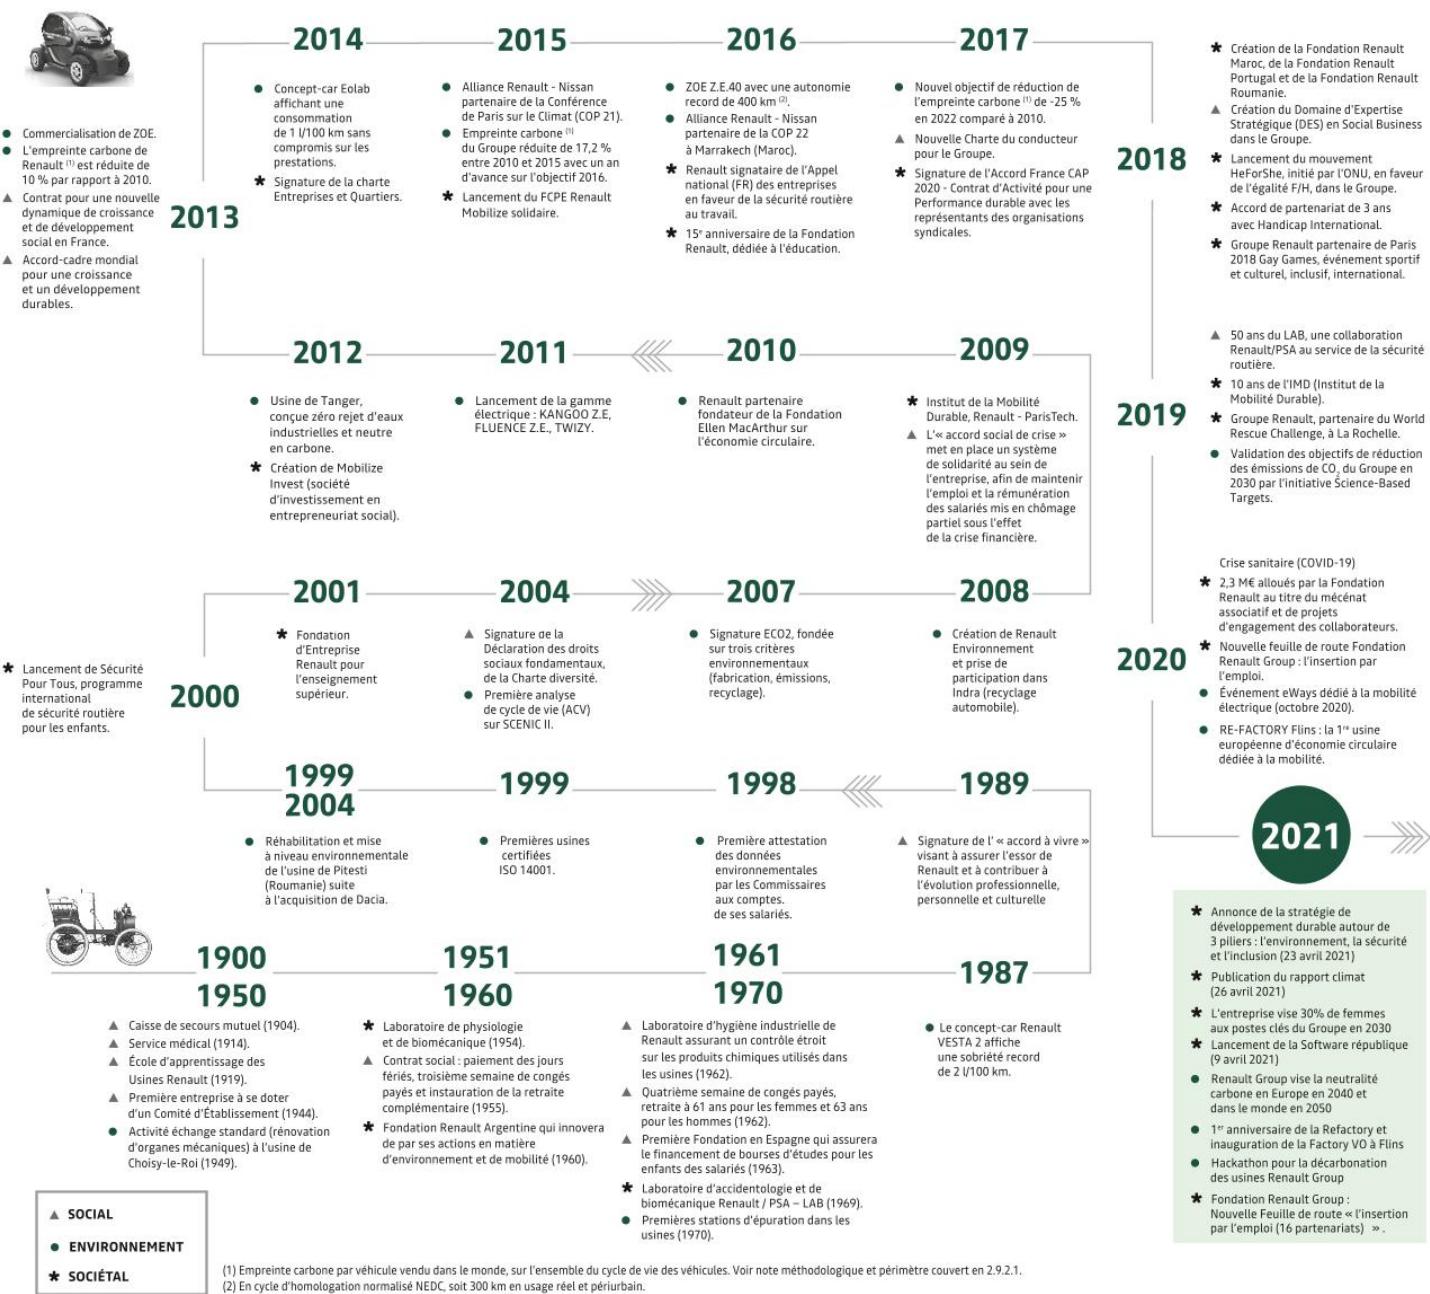 2014
Concept-car Eolab
affichant une
consommation
de 1 l/100 km sans
compromis sur les
prestations.
Signature de la charte
Entreprises et Quartiers.
2015
Alliance Renault - Nissan
partenaire de la Conférence
de Paris sur le Climat (COP 21).
Empreinte carbone (1)
du Groupe réduite de 17,2 %
entre 2010 et 2015 avec un an
d'avance sur l'objectif 2016.
Lancement du FCPE Renault
Mobilize solidaire.
2016
ZOE Z.E.40 avec une autonomie
record de 400 km (2).
Alliance Renault - Nissan
partenaire de la COP 22
à Marrakech (Maroc).
Renault signataire de l'Appel
national (FR) des entreprises
en faveur de la sécurité routière
au travail.
15e anniversaire de la Fondation
Renault, dédiée à l'éducation.
2017
Nouvel objectif de réduction de
l'empreinte carbone (1) de -25 %
en 2022 comparé à 2010.
Nouvelle Charte du conducteur
pour le Groupe.
Signature de l'Accord France CAP
2020 - Contrat d'Activité pour une
Performance durable avec les
représentants des organisations
syndicales.
2018
Création de la Fondation Renault
Maroc, de la Fondation Renault
Portugal et de la Fondation Renault
Roumanie.
Création du Domaine d'Expertise
Stratégique (DES) en Social Business
dans le Groupe.
Lancement du mouvement
HeForShe, initié par l'ONU, en faveur
de l'égalité F/H, dans le Groupe.
Accord de partenariat de 3 ans
avec Handicap International.
Groupe Renault partenaire de Paris
2018 Gay Games, événement sportif
et culturel, inclusif, international.
Commercialisation de ZOE.
L'empreinte carbone de
Renault (1) est réduite de
10 % par rapport à 2010.
Contrat pour une nouvelle
dynamique de croissance
et de développement
social en France.
Accord-cadre mondial
pour une croissance
et un développement
durables.
2013
2012
Usine de Tanger,
conçue zéro rejet d'eaux
industrielles et neutre
en carbone.
Création de Mobilize
Invest (société
d'investissement en
entrepreneuriat social).
2011
Lancement de la gamme
électrique : KANGOO Z.E,
FLUENCE Z.E., TWIZY.
2010
Renault partenaire
fondateur de la Fondation
Ellen MacArthur sur
l'économie circulaire.
2009
Institut de la Mobilité
Durable, Renault - ParisTech.
L'« accord social de crise »
met en place un système
de solidarité au sein de
l'entreprise, afin de maintenir
l'emploi et la rémunération
des salariés mis en chômage
partiel sous l'effet
de la crise financière.
2019
50 ans du LAB, une collaboration
Renault/PSA au service de la sécurité
routière.
10 ans de l'IMD (Institut de la
Mobilité Durable).
Groupe Renault, partenaire du World
Rescue Challenge, à La Rochelle.
Validation des objectifs de réduction
des émissions de CO2 du Groupe en
2030 par l'initiative Science-Based
Targets.
Lancement de Sécurité
Pour Tous, programme
international
de sécurité routière
pour les enfants.
2000
2001
Fondation
d'Entreprise
Renault pour
l'enseignement
supérieur.
2004
Signature de la
Déclaration des droits
sociaux fondamentaux,
de la Charte diversité.
Première analyse
de cycle de vie (ACV)
sur SCENIC II.
2007
Signature ECO2, fondée
sur trois critères
environnementaux
(fabrication, émissions,
recyclage).
2008
Création de Renault
Environnement
et prise de
participation dans
Indra (recyclage
automobile).
2020
Crise sanitaire (COVID-19)
2,3 M€ alloués par la Fondation
Renault au titre du mécénat
associatif et de projets
d'engagement des collaborateurs.
Nouvelle feuille de route Fondation
Renault Group : l'insertion par
l'emploi.
Événement eWays dédié à la mobilité
électrique (octobre 2020).
RE-FACTORY Flins : la 1re usine
européenne d'économie circulaire
dédiée à la mobilité.
1999
2004
Réhabilitation et mise
à niveau environnementale
de l'usine de Pitesti
(Roumanie) suite
à l'acquisition de Dacia.
1999
Premières usines
certifiées
ISO 14001.
1998
Première attestation
des données
environnementales
par les Commissaires
aux comptes.
de ses salariés.
1989
Signature de l' « accord à vivre »
visant à assurer l'essor de
Renault et à contribuer à
l'évolution professionnelle,
personnelle et culturelle
2021
Annonce de la stratégie de
développement durable autour de
3 piliers : l'environnement, la sécurité
et l'inclusion (23 avril 2021)
Publication du rapport climat
(26 avril 2021)
L'entreprise vise 30% de femmes
aux postes clés du Groupe en 2030
Lancement de la Software république
(9 avril 2021)
Renault Group vise la neutralité
carbone en Europe en 2040 et
dans le monde en 2050
1er anniversaire de la Refactory et
inauguration de la Factory VO à Flins
Hackathon pour la décarbonation
des usines Renault Group
Fondation Renault Group :
Nouvelle Feuille de route « l'insertion
par l'emploi (16 partenariats) » .
1900
1950
Caisse de secours mutuel (1904).
Service médical (1914).
École d'apprentissage des
Usines Renault (1919).
Première entreprise à se doter
d'un Comité d'Établissement (1944).
Activité échange standard (rénovation
d'organes mécaniques) à l'usine de
Choisy-le-Roi (1949).
1951
1960
Laboratoire de physiologie
et de biomécanique (1954).
Contrat social : paiement des jours
fériés, troisième semaine de congés
payés et instauration de la retraite
complémentaire (1955).
Fondation Renault Argentine qui innovera
de par ses actions en matière
d'environnement et de mobilité (1960).
1961
1970
Laboratoire d'hygiène industrielle de
Renault assurant un contrôle étroit
sur les produits chimiques utilisés dans
les usines (1962).
Quatrième semaine de congés payés,
retraite à 61 ans pour les femmes et 63 ans
pour les hommes (1962).
Première Fondation en Espagne qui assurera
le financement de bourses d'études pour les
enfants des salariés (1963).
Laboratoire d'accidentologie et de
biomécanique Renault / PSA – LAB (1969).
Premières stations d'épuration dans les
usines (1970).
1987
Le concept-car Renault
VESTA 2 affiche
une sobriété record
de 2 l/100 km.
SOCIAL
ENVIRONNEMENT
SOCIÉTAL
(1) Empreinte carbone par véhicule vendu dans le monde, sur l'ensemble du cycle de vie des véhicules. Voir note méthodologique et périmètre couvert en 2.9.2.1.
(2) En cycle d'homologation normalisé NEDC, soit 300 km en usage réel et périurbain.